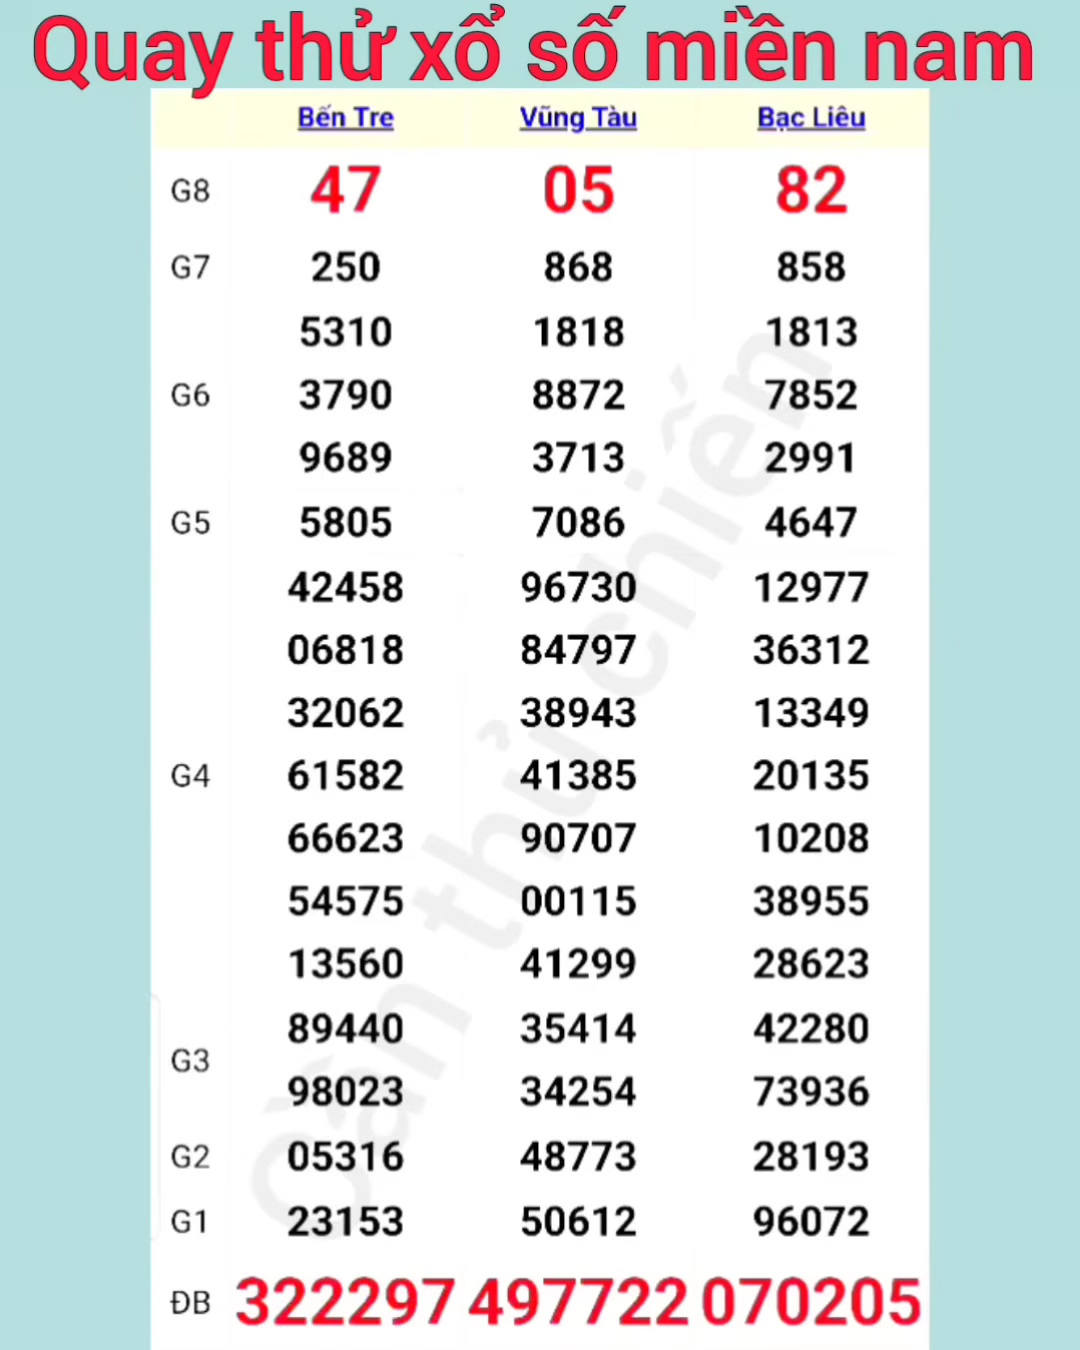 Quay thử xổ số miền nam
Bến Tre Vũng Tàu Bạc Liêu
G8 47 05 82
G7 250 868 858
5310 1818 1813
G6 3790 8872 7852
9689 3713 2991
G5 5805 7086 4647
42458 96730 12977
06818 84797 36312
32062 38943 13349
G4 61582 41385 20135
66623 90707 10208
54575 00115 38955
13560 41299 28623
89440 35414 42280
G3
98023 34254 73936
G2 05316 48773 28193
G1 23153 50612 96072
ĐB 322297 497722 070205
Cần thủ chiến